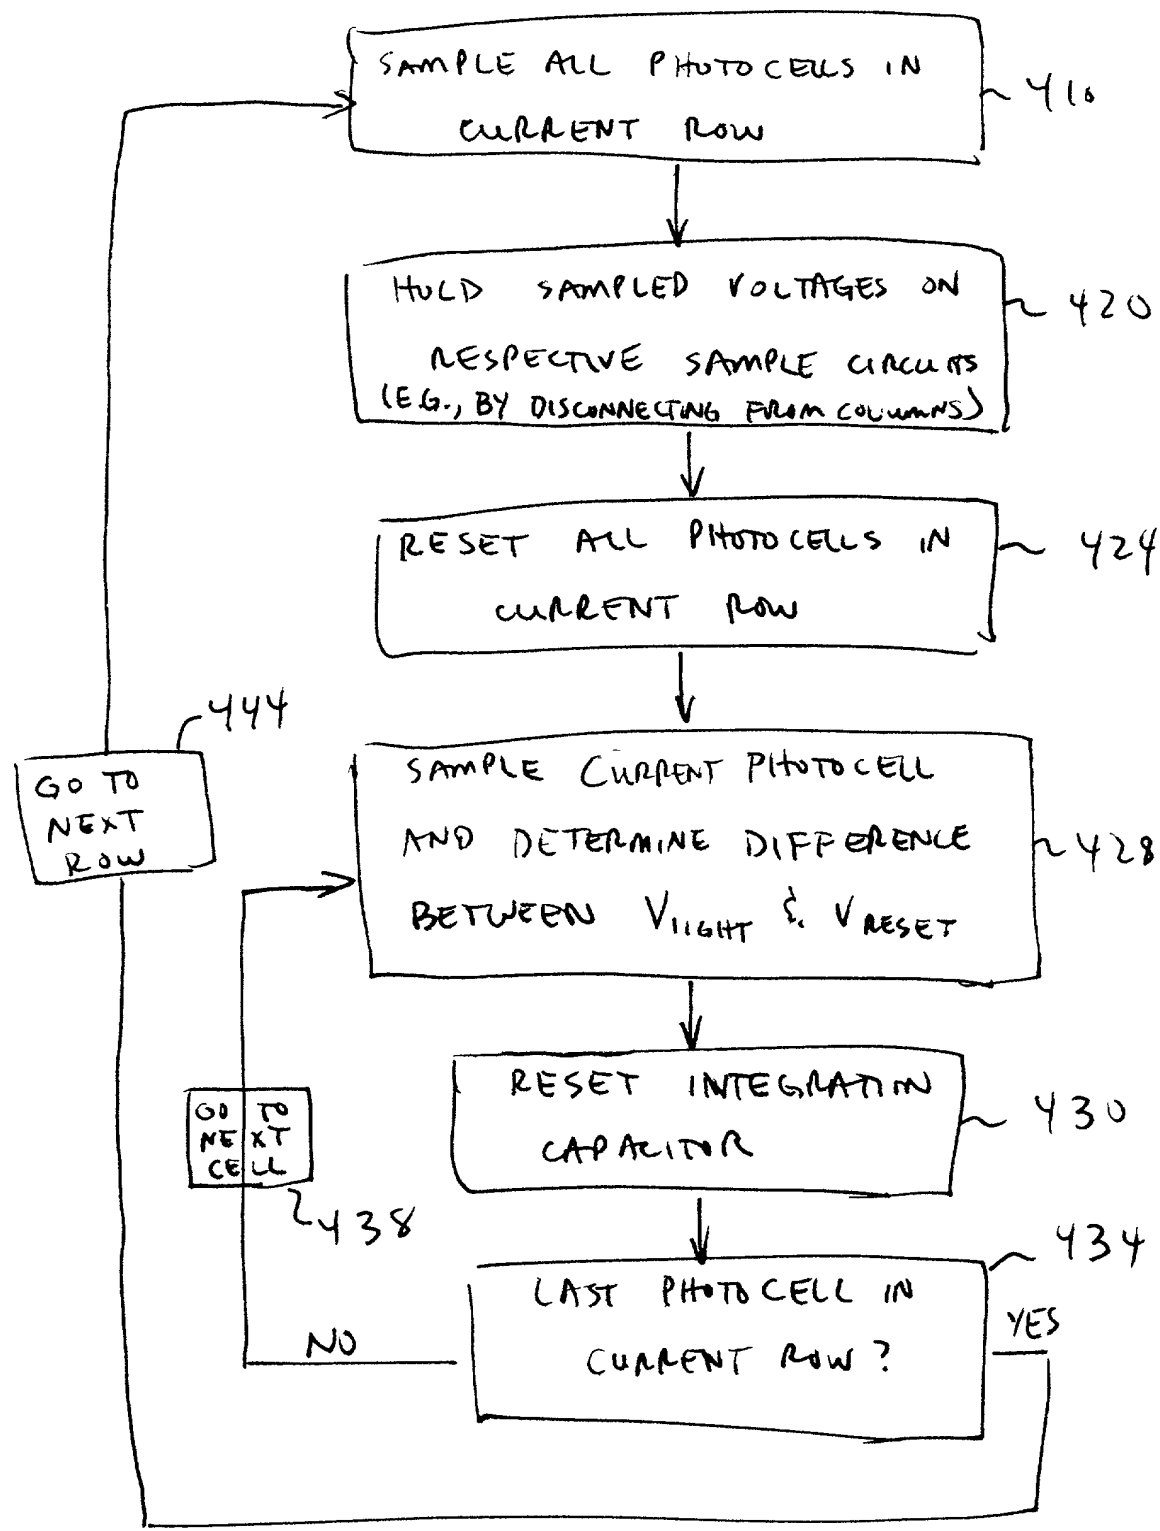 SAMPLE ALL PHOTOCELLS IN
CURRENT ROW
410
HOLD SAMPLED VOLTAGES ON
RESPECTIVE SAMPLE CIRCUITS
(E.G., BY DISCONNECTING FROM COLUMNS)
420
RESET ALL PHOTOCELLS IN
CURRENT ROW
424
444
GO TO
NEXT
ROW
SAMPLE CURRENT PHOTOCELL
AND DETERMINE DIFFERENCE
BETWEEN VLIGHT & VRESET
428
RESET INTEGRATION
CAPACITOR
430
GO TO
NEXT
CELL
438
LAST PHOTOCELL IN
CURRENT ROW?
434
YES
NO